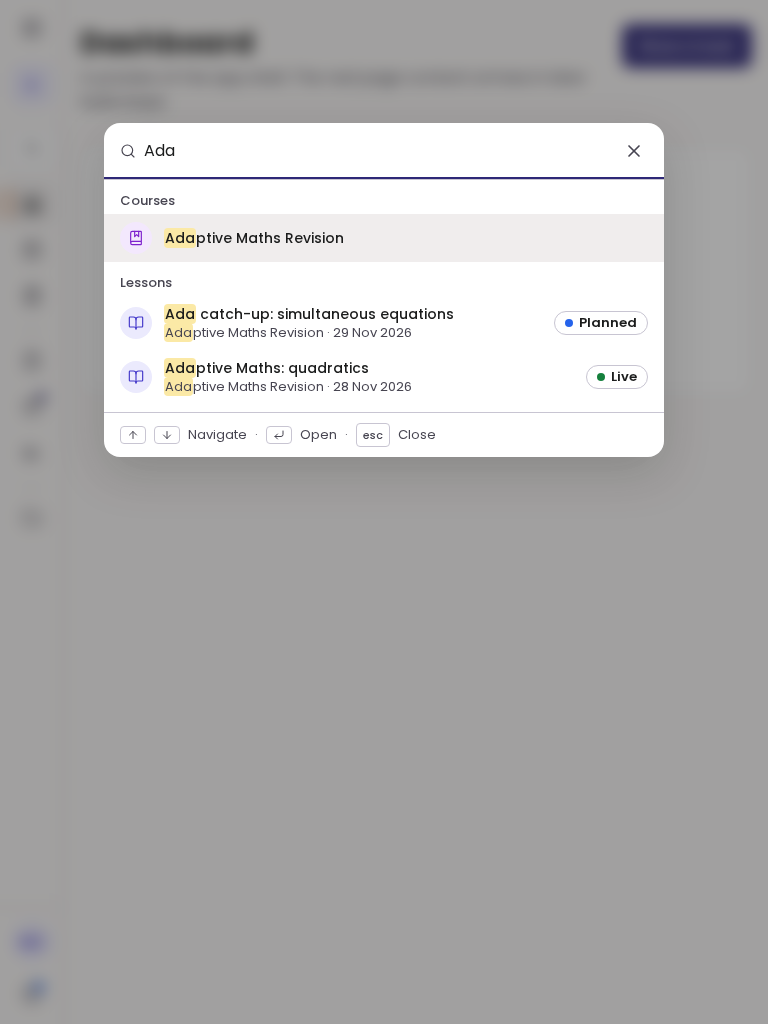 Dashboard
Ada
Courses
Adaptive Maths Revision
Lessons
Ada catch-up: simultaneous equations
Adaptive Maths Revision · 29 Nov 2026
Planned
Adaptive Maths: quadratics
Adaptive Maths Revision · 28 Nov 2026
Live
Navigate · Open · esc Close